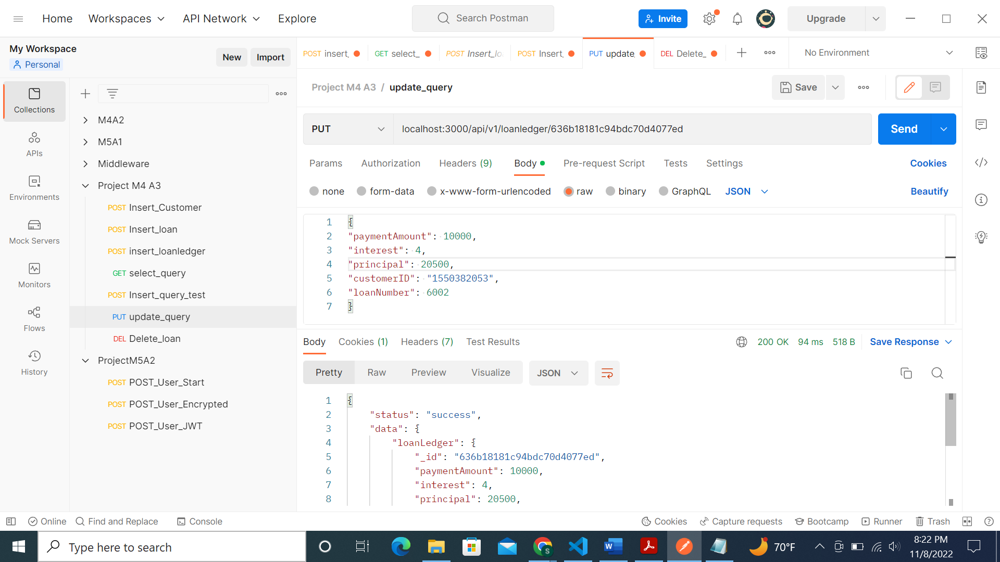 Home Workspaces API Network Explore
Search Postman
Invite
Upgrade
My Workspace
Personal
New Import
POST insert_
GET select_
POST Insert_lo
POST Insert_
PUT update_
DEL Delete_
No Environment
Collections
APIs
Environments
Mock Servers
Monitors
Flows
History
M4A2
M5A1
Middleware
Project M4 A3
POST Insert_Customer
POST Insert_loan
POST insert_loanledger
GET select_query
POST Insert_query_test
PUT update_query
DEL Delete_loan
ProjectM5A2
POST POST_User_Start
POST POST_User_Encrypted
POST POST_User_JWT
Project M4 A3 / update_query
Save
PUT localhost:3000/api/v1/loanledger/636b18181c94bdc70d4077ed
Send
Params Authorization Headers (9) Body Pre-request Script Tests Settings Cookies
none form-data x-www-form-urlencoded raw binary GraphQL JSON Beautify
1 {
2 "paymentAmount": 10000,
3 "interest": 4,
4 "principal": 20500,
5 "customerID": "1550382053",
6 "loanNumber": 6002
7 }
Body Cookies (1) Headers (7) Test Results 200 OK 94 ms 518 B Save Response
Pretty Raw Preview Visualize JSON
1 {
2 "status": "success",
3 "data": {
4 "loanLedger": {
5 "_id": "636b18181c94bdc70d4077ed",
6 "paymentAmount": 10000,
7 "interest": 4,
8 "principal": 20500,
Online Find and Replace Console Cookies Capture requests Bootcamp Runner Trash
Type here to search
S
W
70°F
8:22 PM
11/8/2022